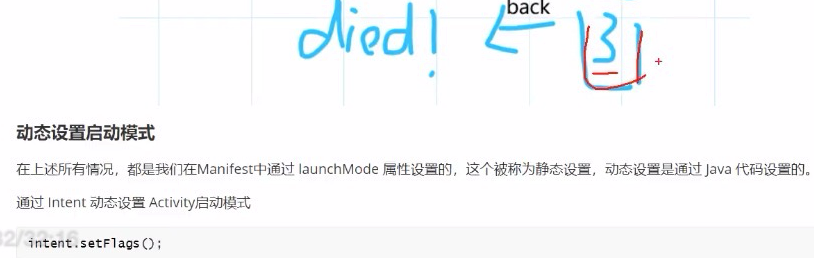 back
died! ← 3
动态设置启动模式
在上述所有情况，都是我们在Manifest中通过 launchMode 属性设置的，这个被称为静态设置，动态设置是通过 Java 代码设置的。
通过 Intent 动态设置 Activity启动模式
intent.setFlags();